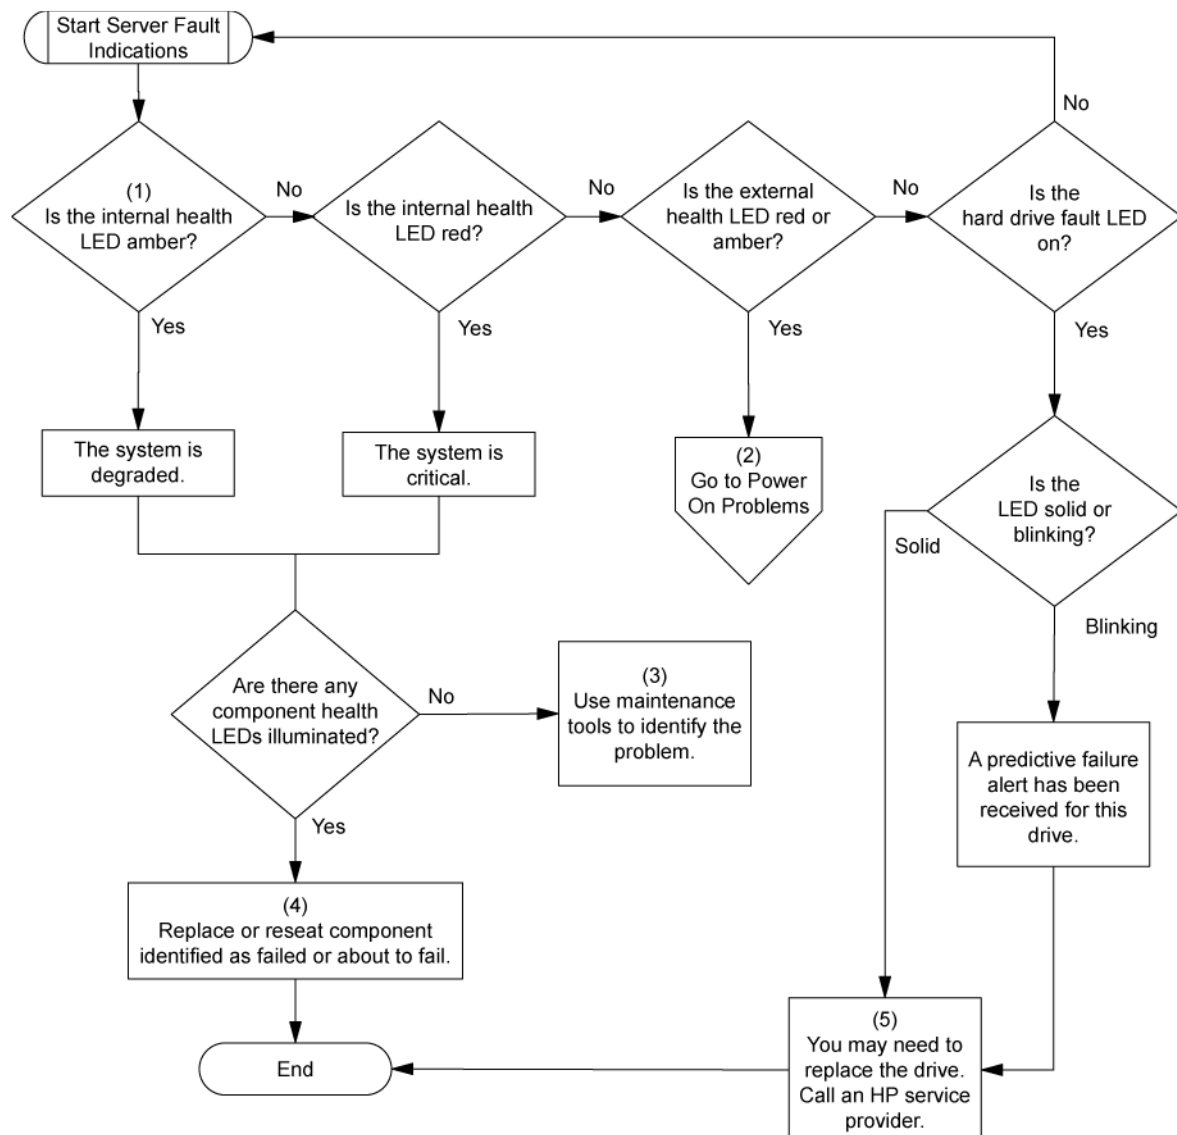 Start Server Fault
Indications
No
(1)
Is the internal health
LED amber?
No
Is the internal health
LED red?
No
Is the external
health LED red or
amber?
No
Is the
hard drive fault LED
on?
Yes
Yes
Yes
Yes
The system is
degraded.
The system is
critical.
(2)
Go to Power
On Problems
Is the
LED solid or
blinking?
Solid
Blinking
Are there any
component health
LEDs illuminated?
No
(3)
Use maintenance
tools to identify the
problem.
A predictive failure
alert has been
received for this
drive.
Yes
(4)
Replace or reseat component
identified as failed or about to fail.
(5)
You may need to
replace the drive.
Call an HP service
provider.
End